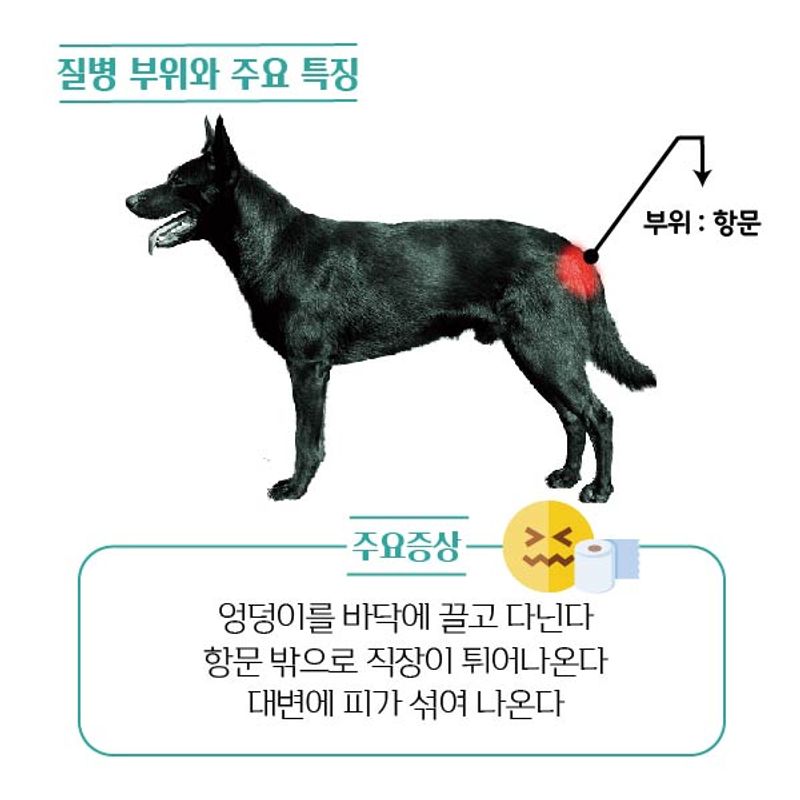 질병 부위와 주요 특징
부위 : 항문
주요증상
엉덩이를 바닥에 끌고 다닌다
항문 밖으로 직장이 튀어나온다
대변에 피가 섞여 나온다